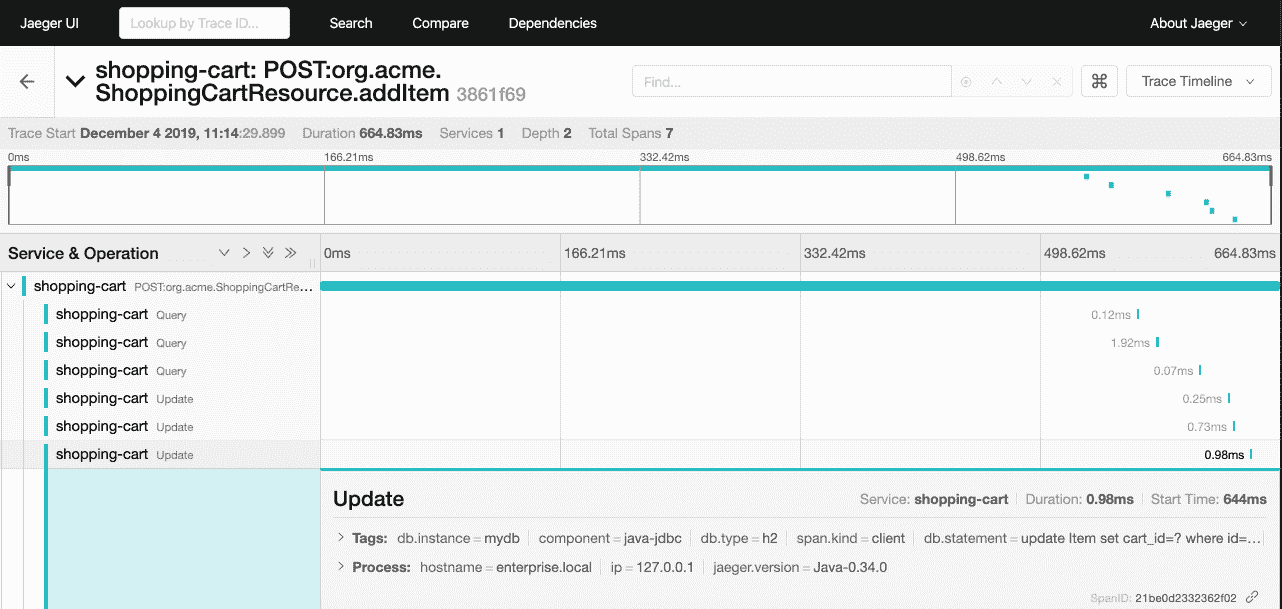 Jaeger UI Lookup by Trace ID... Search Compare Dependencies About Jaeger
shopping-cart: POST:org.acme.
ShoppingCartResource.addItem 3861f69
Find... ⌘ Trace Timeline
Trace Start December 4 2019, 11:14:29.899 Duration 664.83ms Services 1 Depth 2 Total Spans 7
0ms 166.21ms 332.42ms 498.62ms 664.83ms
Service & Operation 0ms 166.21ms 332.42ms 498.62ms 664.83ms
shopping-cart POST:org.acme.ShoppingCartRe...
shopping-cart Query 0.12ms
shopping-cart Query 1.92ms
shopping-cart Query 0.07ms
shopping-cart Update 0.25ms
shopping-cart Update 0.73ms
shopping-cart Update 0.98ms
Update Service: shopping-cart Duration: 0.98ms Start Time: 644ms
Tags: db.instance = mydb component = java-jdbc db.type = h2 span.kind = client db.statement = update Item set cart_id=? where id=...
Process: hostname = enterprise.local ip = 127.0.0.1 jaeger.version = Java-0.34.0
SpanID: 21be0d2332362f02